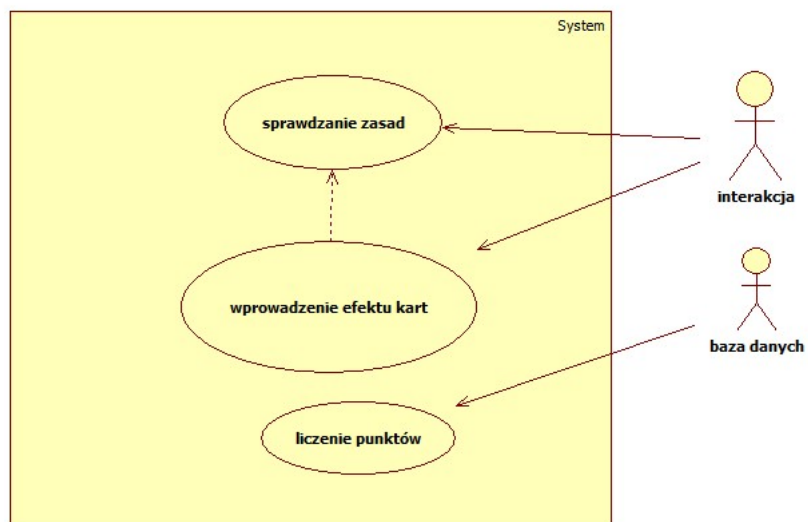 System
sprawdzanie zasad
interakcja
wprowadzenie efektu kart
baza danych
liczenie punktów